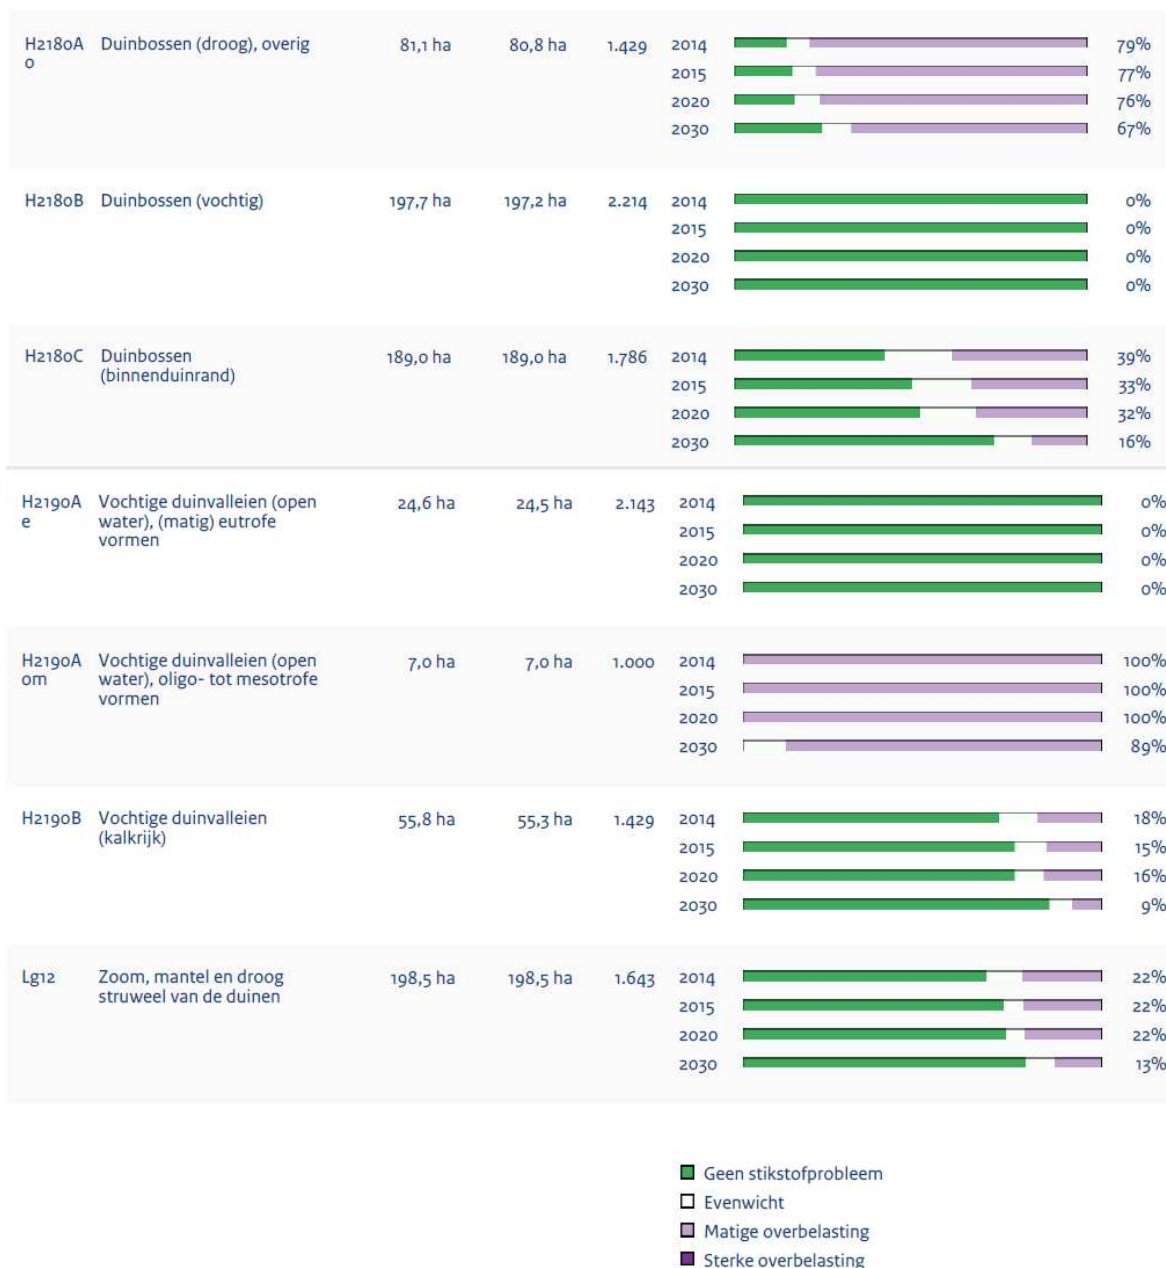 H2180A Duinbossen (droog), overig 81,1 ha 80,8 ha 1.429 2014 79%
o 2015 77%
2020 76%
2030 67%
H2180B Duinbossen (vochtig) 197,7 ha 197,2 ha 2.214 2014 0%
2015 0%
2020 0%
2030 0%
H2180C Duinbossen 189,0 ha 189,0 ha 1.786 2014 39%
(binnenduinrand) 2015 33%
2020 32%
2030 16%
H2190A Vochtige duinvalleien (open 24,6 ha 24,5 ha 2.143 2014 0%
e water), (matig) eutrofe 2015 0%
vormen 2020 0%
2030 0%
H2190A Vochtige duinvalleien (open 7,0 ha 7,0 ha 1.000 2014 100%
om water), oligo- tot mesotrofe 2015 100%
vormen 2020 100%
2030 89%
H2190B Vochtige duinvalleien 55,8 ha 55,3 ha 1.429 2014 18%
(kalkrijk) 2015 15%
2020 16%
2030 9%
Lg12 Zoom, mantel en droog 198,5 ha 198,5 ha 1.643 2014 22%
struweel van de duinen 2015 22%
2020 22%
2030 13%
Geen stikstofprobleem
Evenwicht
Matige overbelasting
Sterke overbelasting